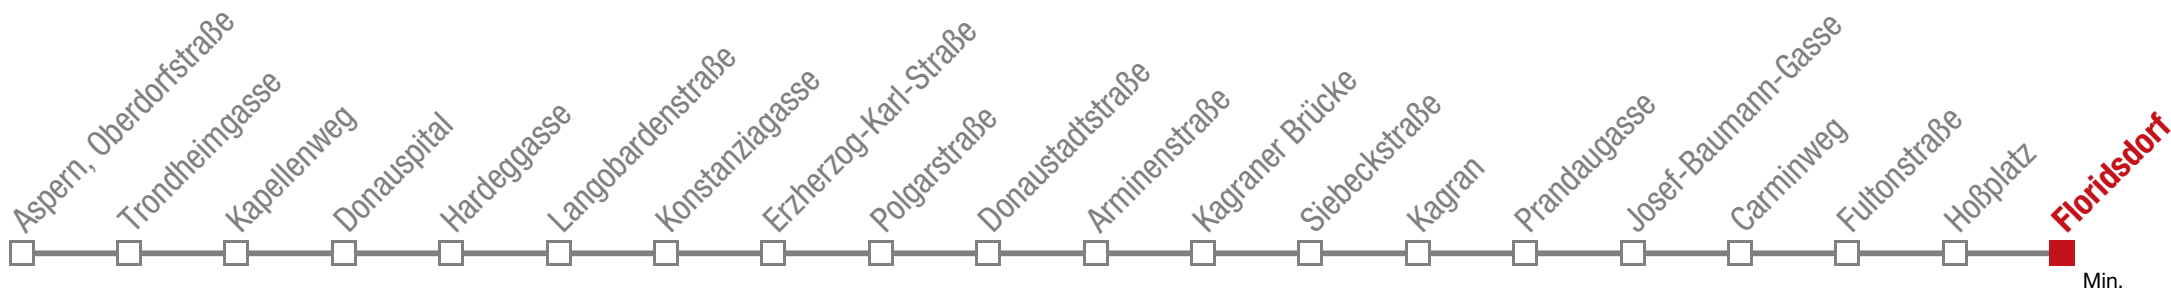 Aspern, Oberdorfstraße
Trondheimgasse
Kapellenweg
Donauspital
Hardeggasse
Langobardenstraße
Konstanziagasse
Erzherzog-Karl-Straße
Polgarstraße
Donaustadtstraße
Arminenstraße
Kagraner Brücke
Siebeckstraße
Kagran
Prandaugasse
Josef-Baumann-Gasse
Carminweg
Fultonstraße
Hoßplatz
Floridsdorf
Min.